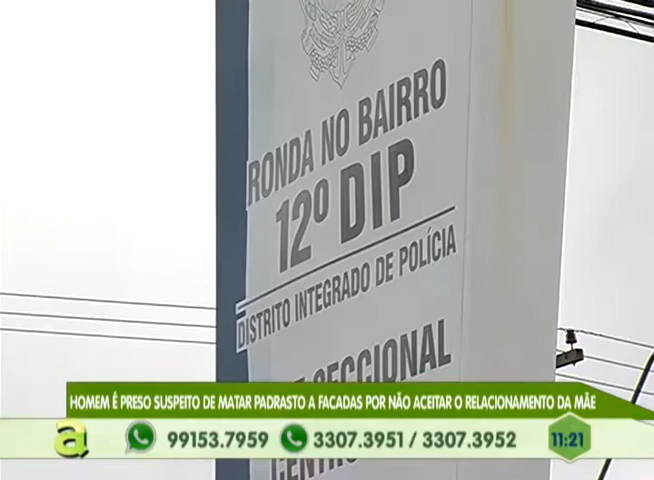 RONDA NO BAIRRO
12º DIP
DISTRITO INTEGRADO DE POLÍCIA
SECCIONAL
HOMEM É PRESO SUSPEITO DE MATAR PADRASTO A FACADAS POR NÃO ACEITAR O RELACIONAMENTO DA MÃE
a 99153.7959 3307.3951 / 3307.3952 11:21